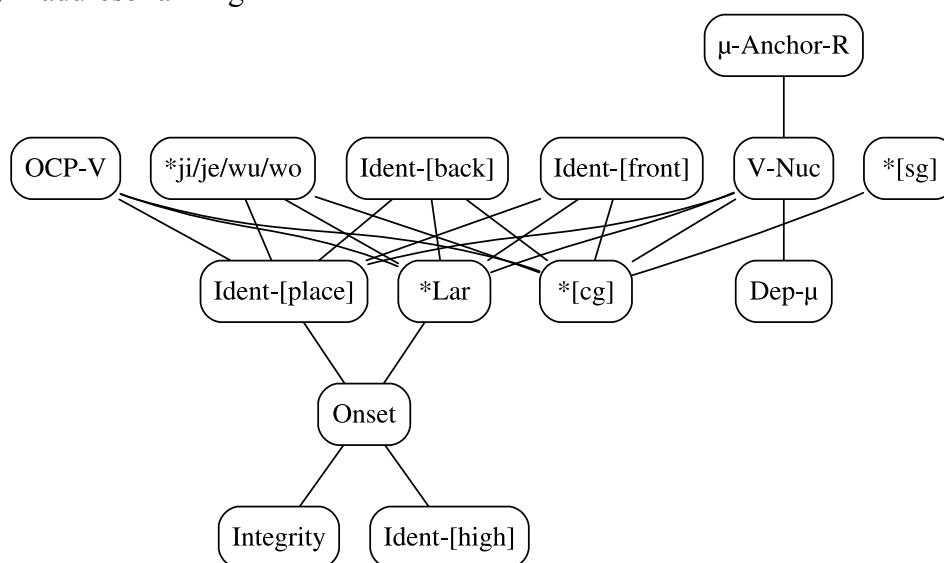 μ-Anchor-R
OCP-V *ji/je/wu/wo Ident-[back] Ident-[front] V-Nuc *[sg]
Ident-[place] *Lar *[cg] Dep-μ
Onset
Integrity Ident-[high]